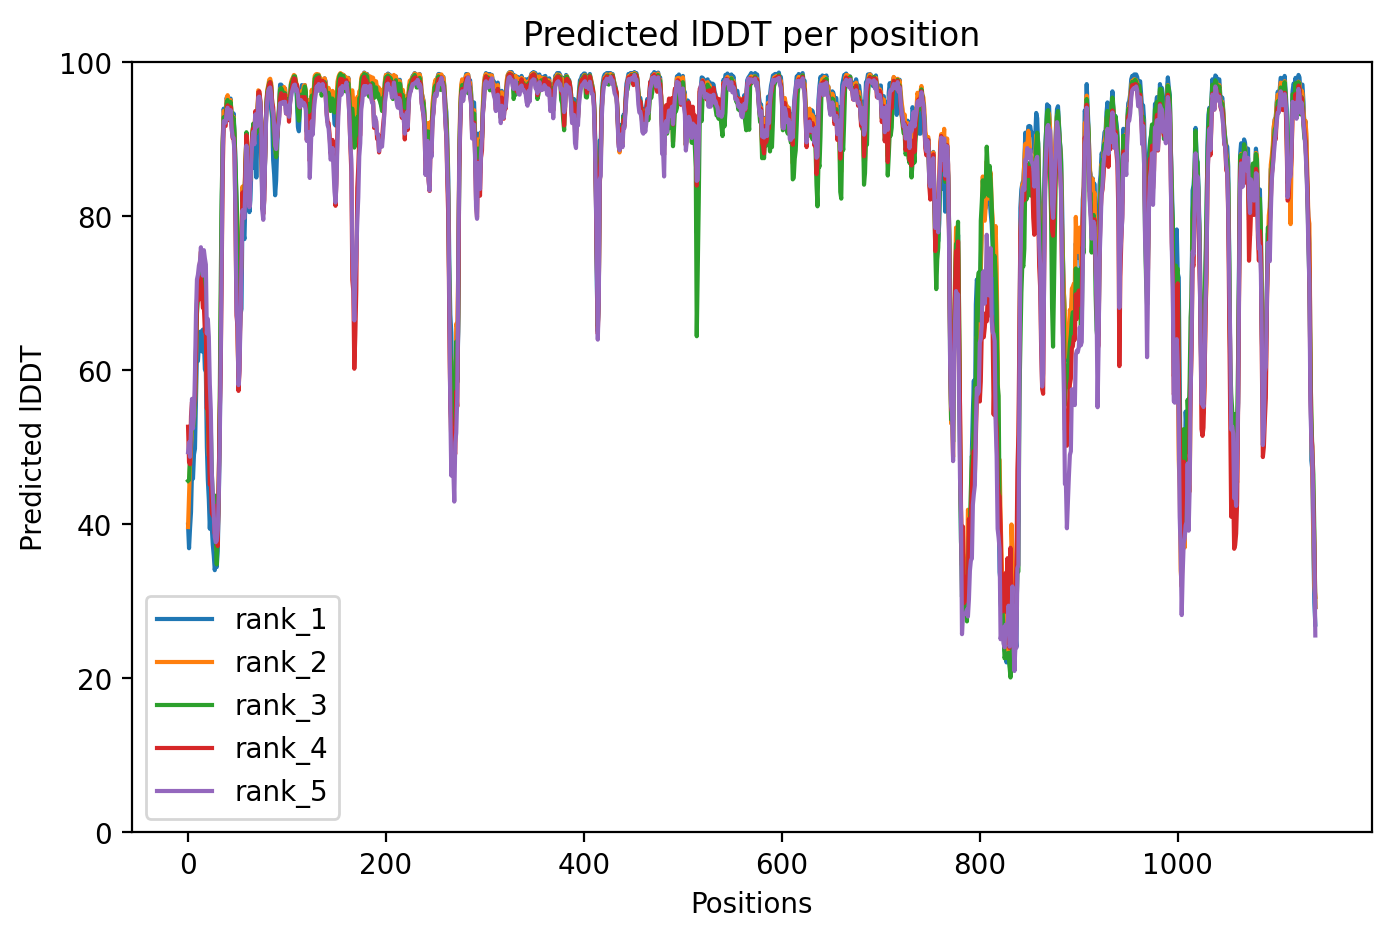 Predicted lDDT per position
Predicted lDDT
100
80
60
40
20
0
rank_1
rank_2
rank_3
rank_4
rank_5
0 200 400 600 800 1000
Positions